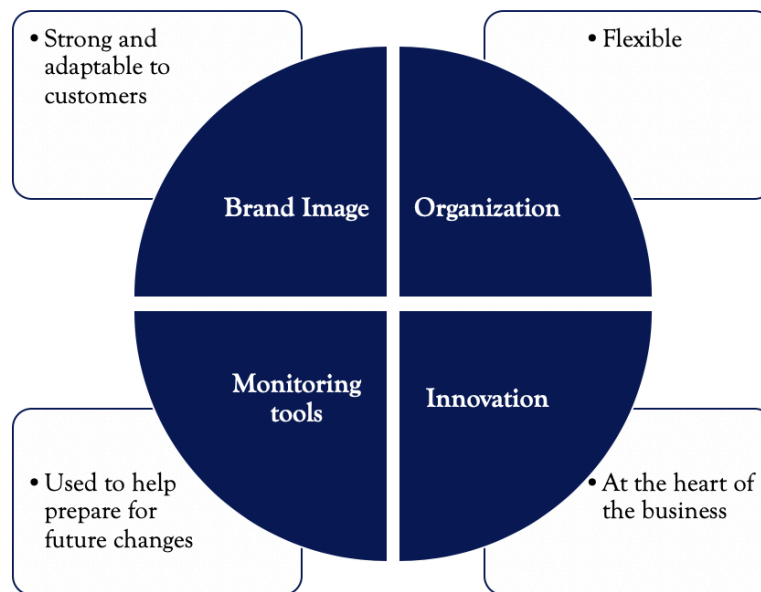 • Strong and
adaptable to
customers
• Flexible
Brand Image
Organization
Monitoring
tools
Innovation
• Used to help
prepare for
future changes
• At the heart of
the business